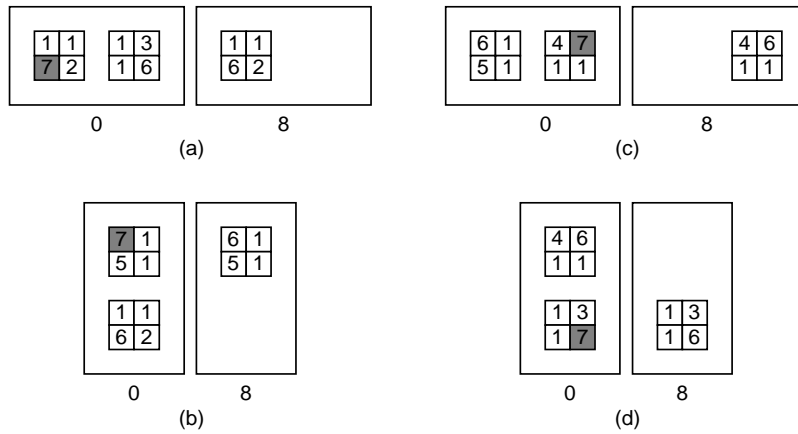 1 1 1 3 1 1
7 2 1 6 6 2
0 8
(a)
6 1 4 7 4 6
5 1 1 1 1 1
0 8
(c)
7 1 6 1
5 1 5 1
1 1
6 2
0 8
(b)
4 6
1 1
1 3 1 3
1 7 1 6
0 8
(d)